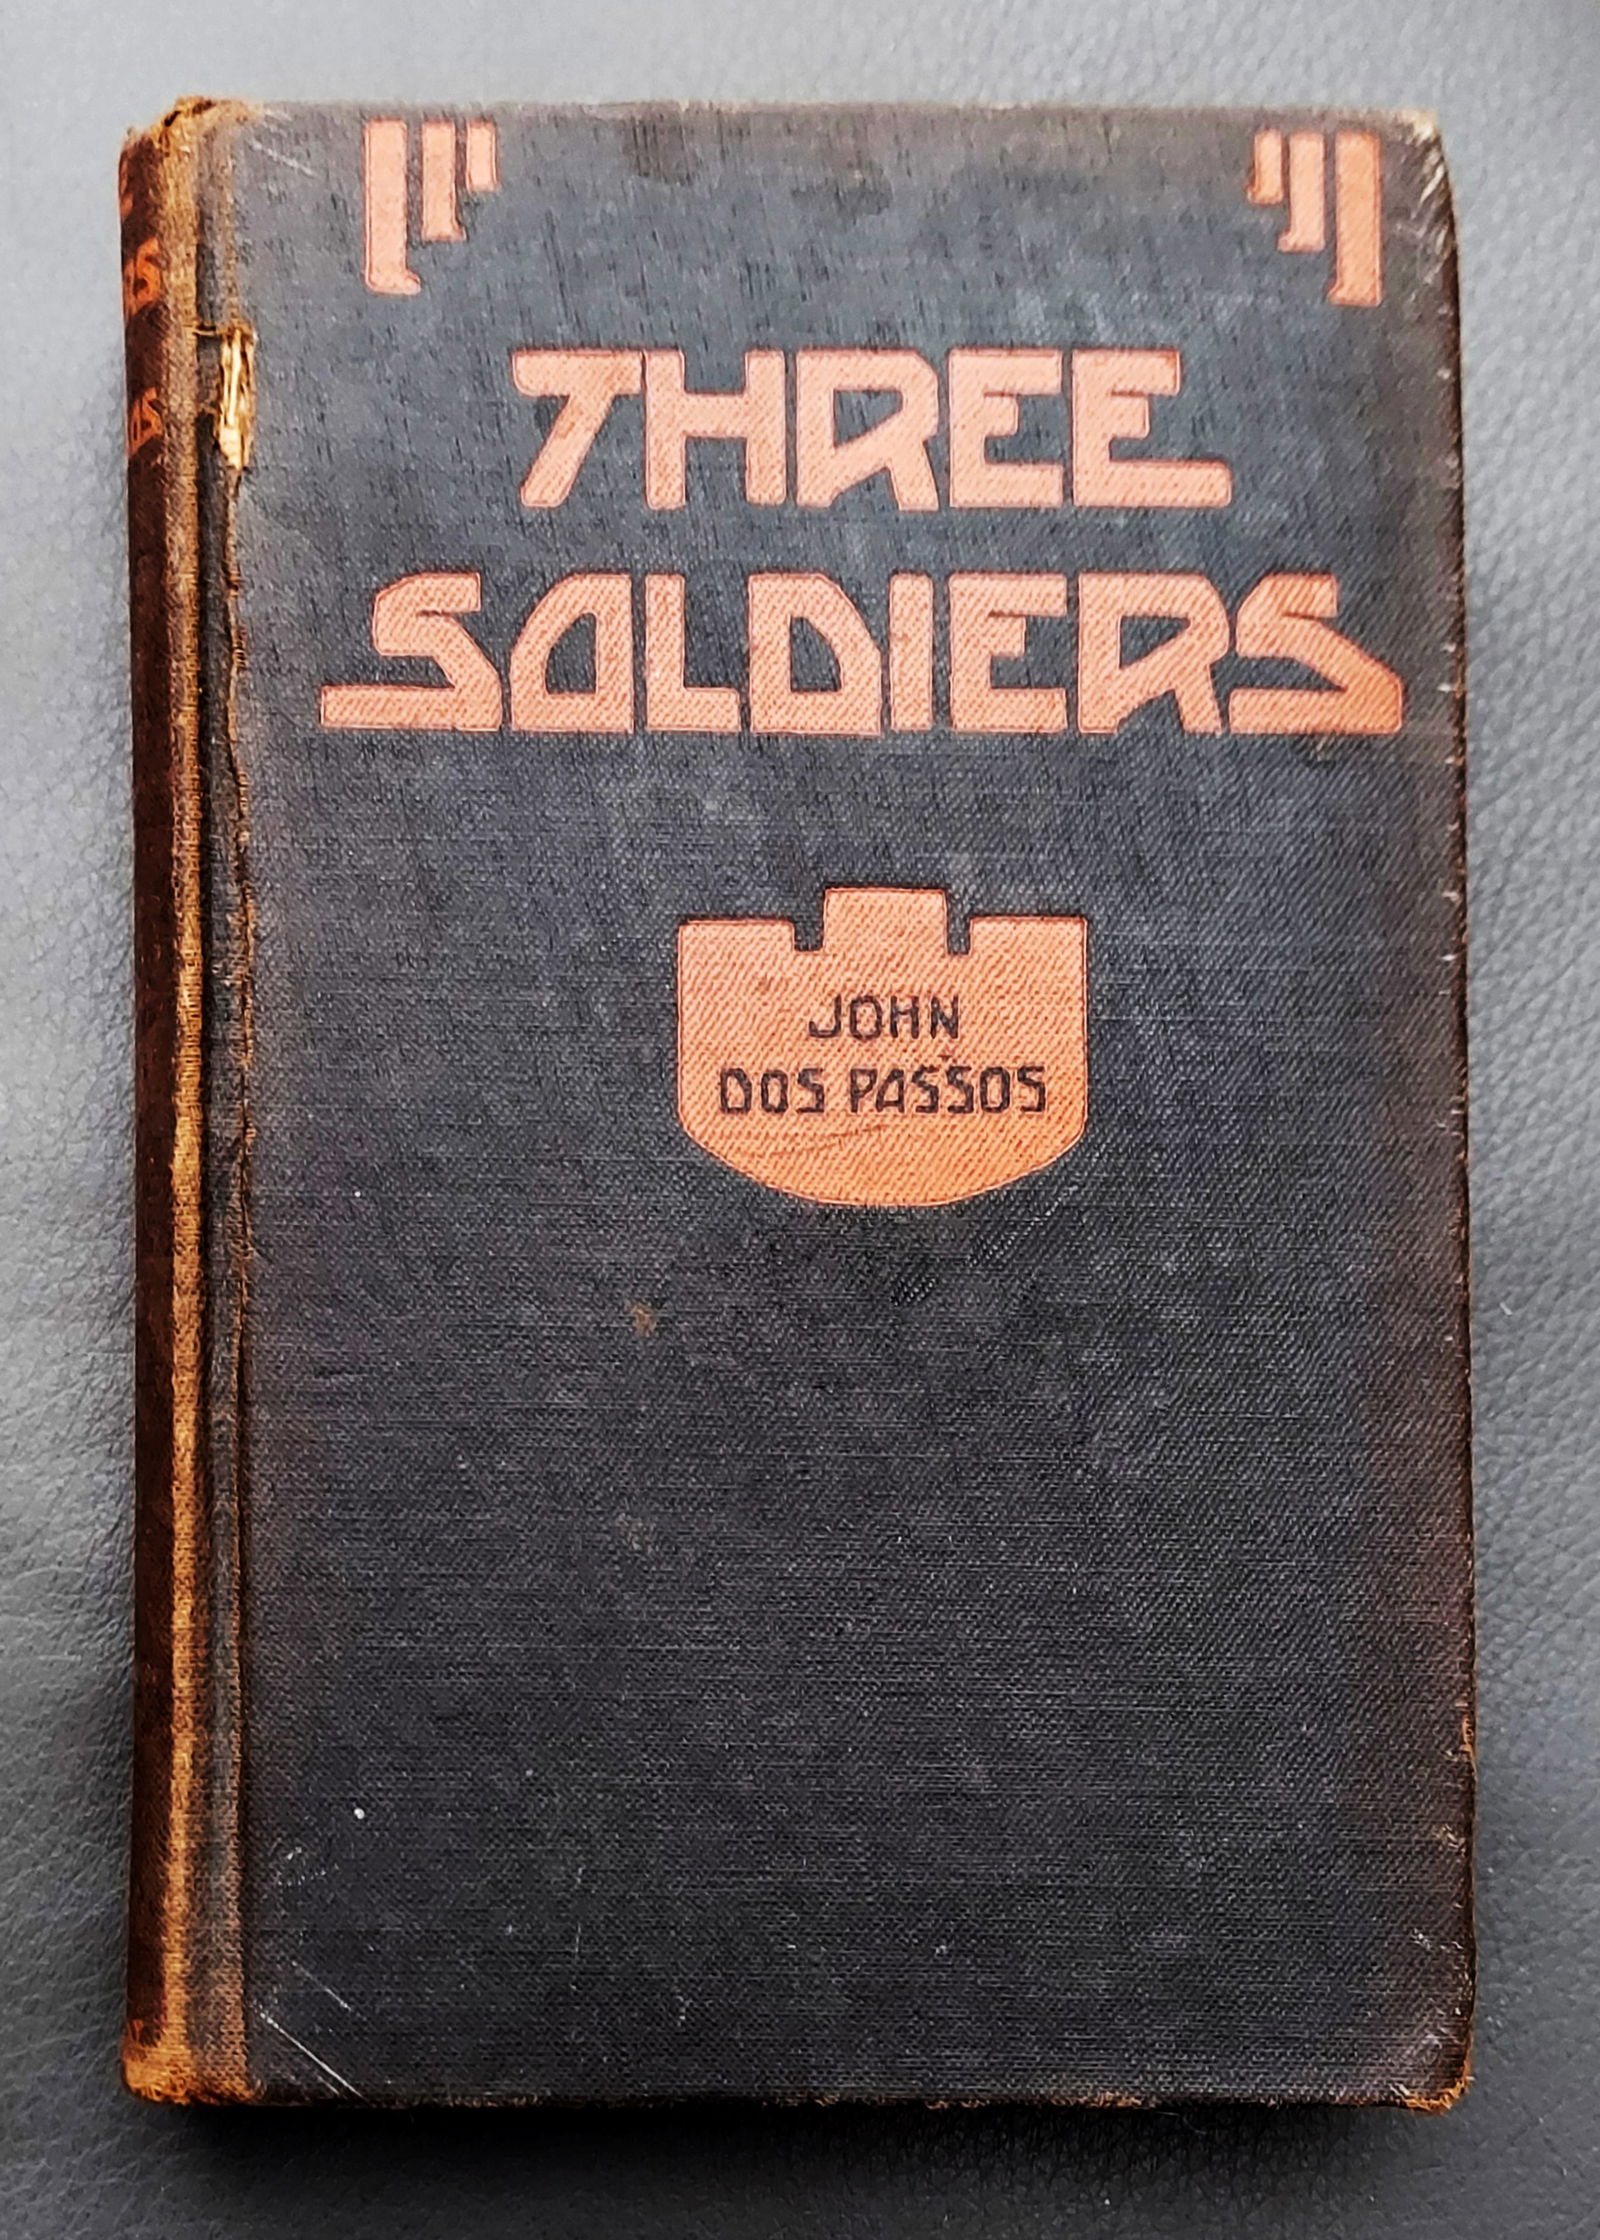 THREE
SOLDIERS
JOHN
DOS PASSOS